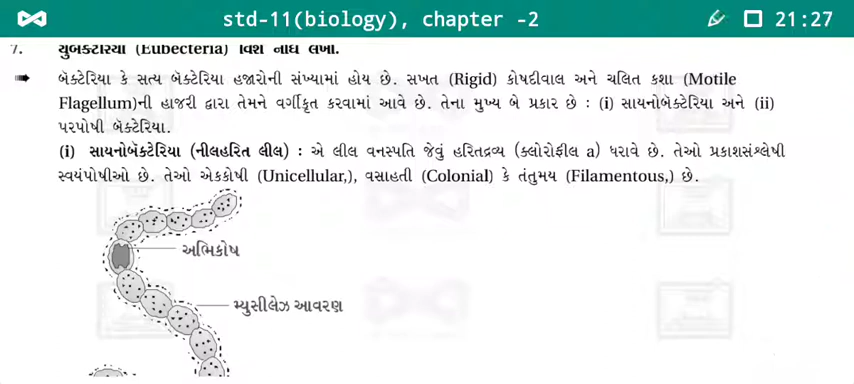 std-11(biology), chapter -2
21:27
7. યુબૅક્ટેરિયા (Eubecteria) વિશે નોંધ લખો.
બૅક્ટેરિયા કે સત્ય બૅક્ટેરિયા હજારોની સંખ્યામાં હોય છે. સખત (Rigid) કોષદીવાલ અને ચલિત કશા (Motile
Flagellum)ની હાજરી દ્વારા તેમને વર્ગીકૃત કરવામાં આવે છે. તેના મુખ્ય બે પ્રકાર છે : (i) સાયનોબૅક્ટેરિયા અને (ii)
પરપોષી બૅક્ટેરિયા.
(i) સાયનોબૅક્ટેરિયા (નીલહરિત લીલ) : એ લીલ વનસ્પતિ જેવું હરિતદ્રવ્ય (ક્લોરોફીલ a) ધરાવે છે. તેઓ પ્રકાશસંશ્લેષી
સ્વયંપોષીઓ છે. તેઓ એકકોષી (Unicellular,), વસાહતી (Colonial) કે તંતુમય (Filamentous,) છે.
અભિકોષ
મ્યુસીલેઝ આવરણ